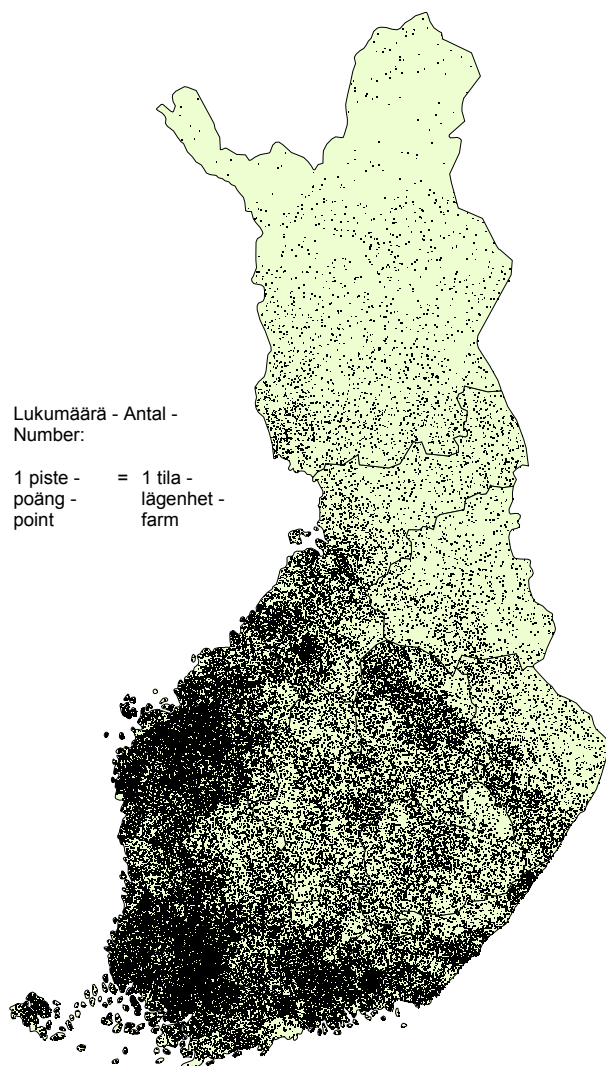 Lukumäärä - Antal -
Number:
1 piste - = 1 tila -
poäng - lägenhet -
point farm